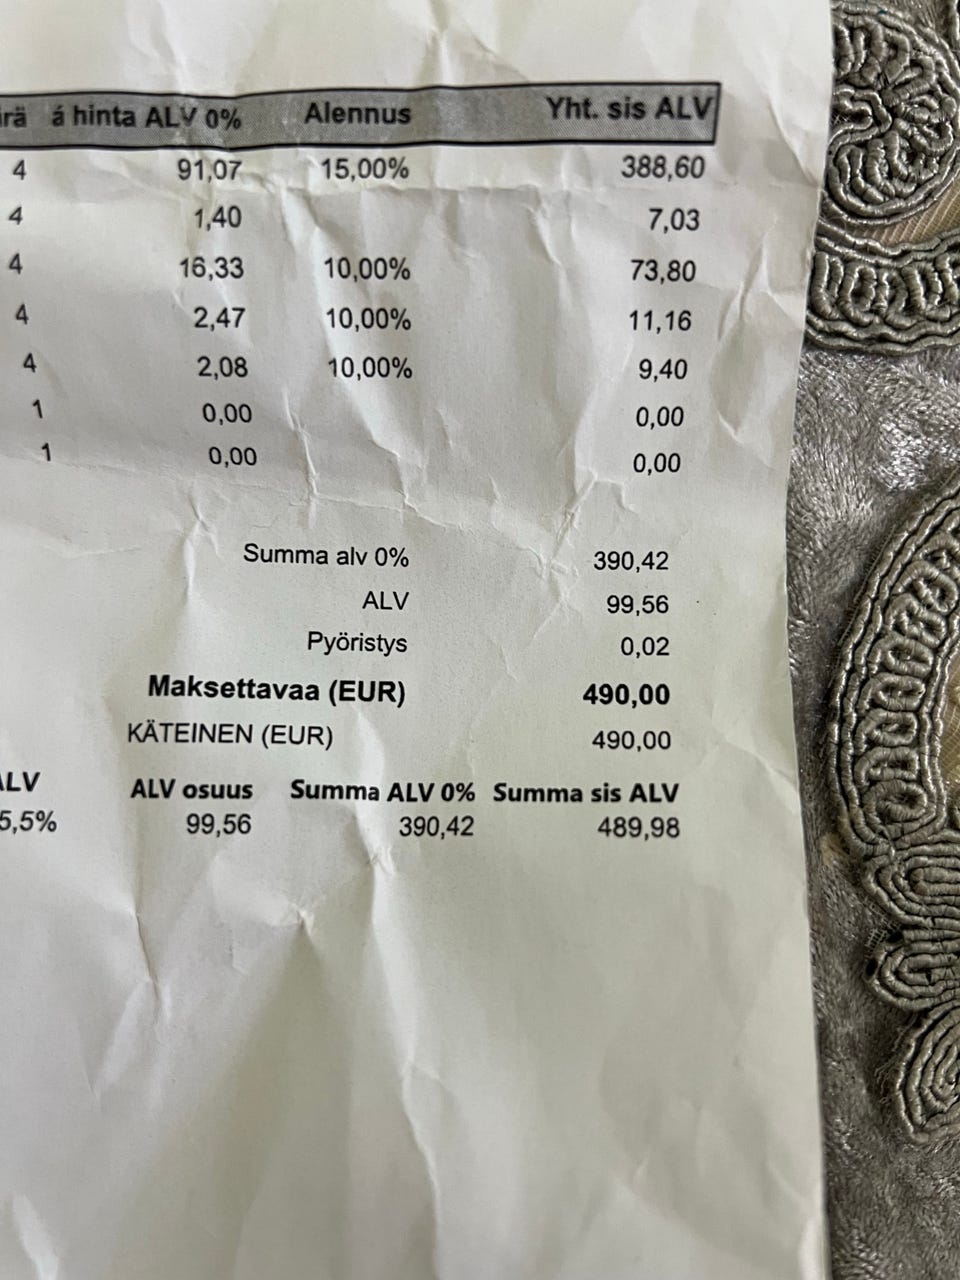 á hinta ALV 0% Alennus Yht. sis ALV
4 91,07 15,00% 388,60
4 1,40 7,03
4 16,33 10,00% 73,80
4 2,47 10,00% 11,16
4 2,08 10,00% 9,40
1 0,00 0,00
1 0,00 0,00
Summa alv 0% 390,42
ALV 99,56
Pyöristys 0,02
Maksettavaa (EUR) 490,00
KÄTEINEN (EUR) 490,00
ALV ALV osuus Summa ALV 0% Summa sis ALV
5,5% 99,56 390,42 489,98